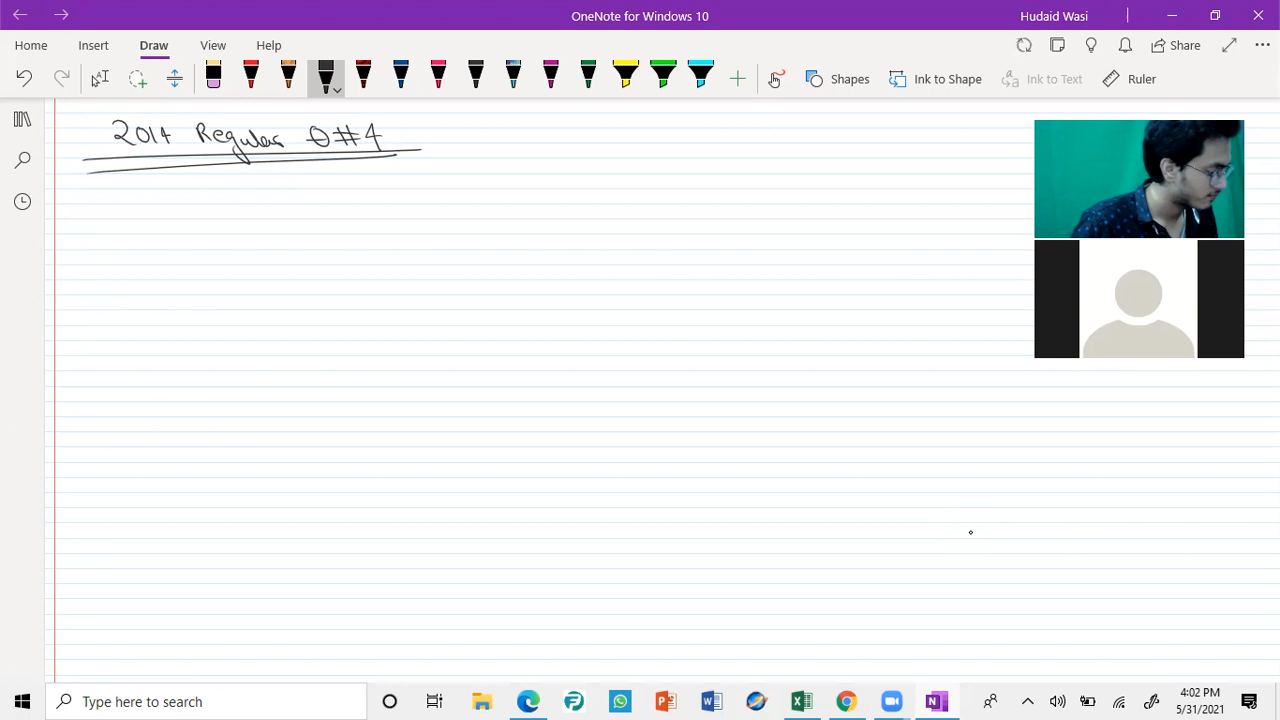 OneNote for Windows 10
Hudaid Wasi
Home Insert Draw View Help
Share
Shapes Ink to Shape Ink to Text Ruler
2014 Regular Q#4
Type here to search
4:02 PM
5/31/2021